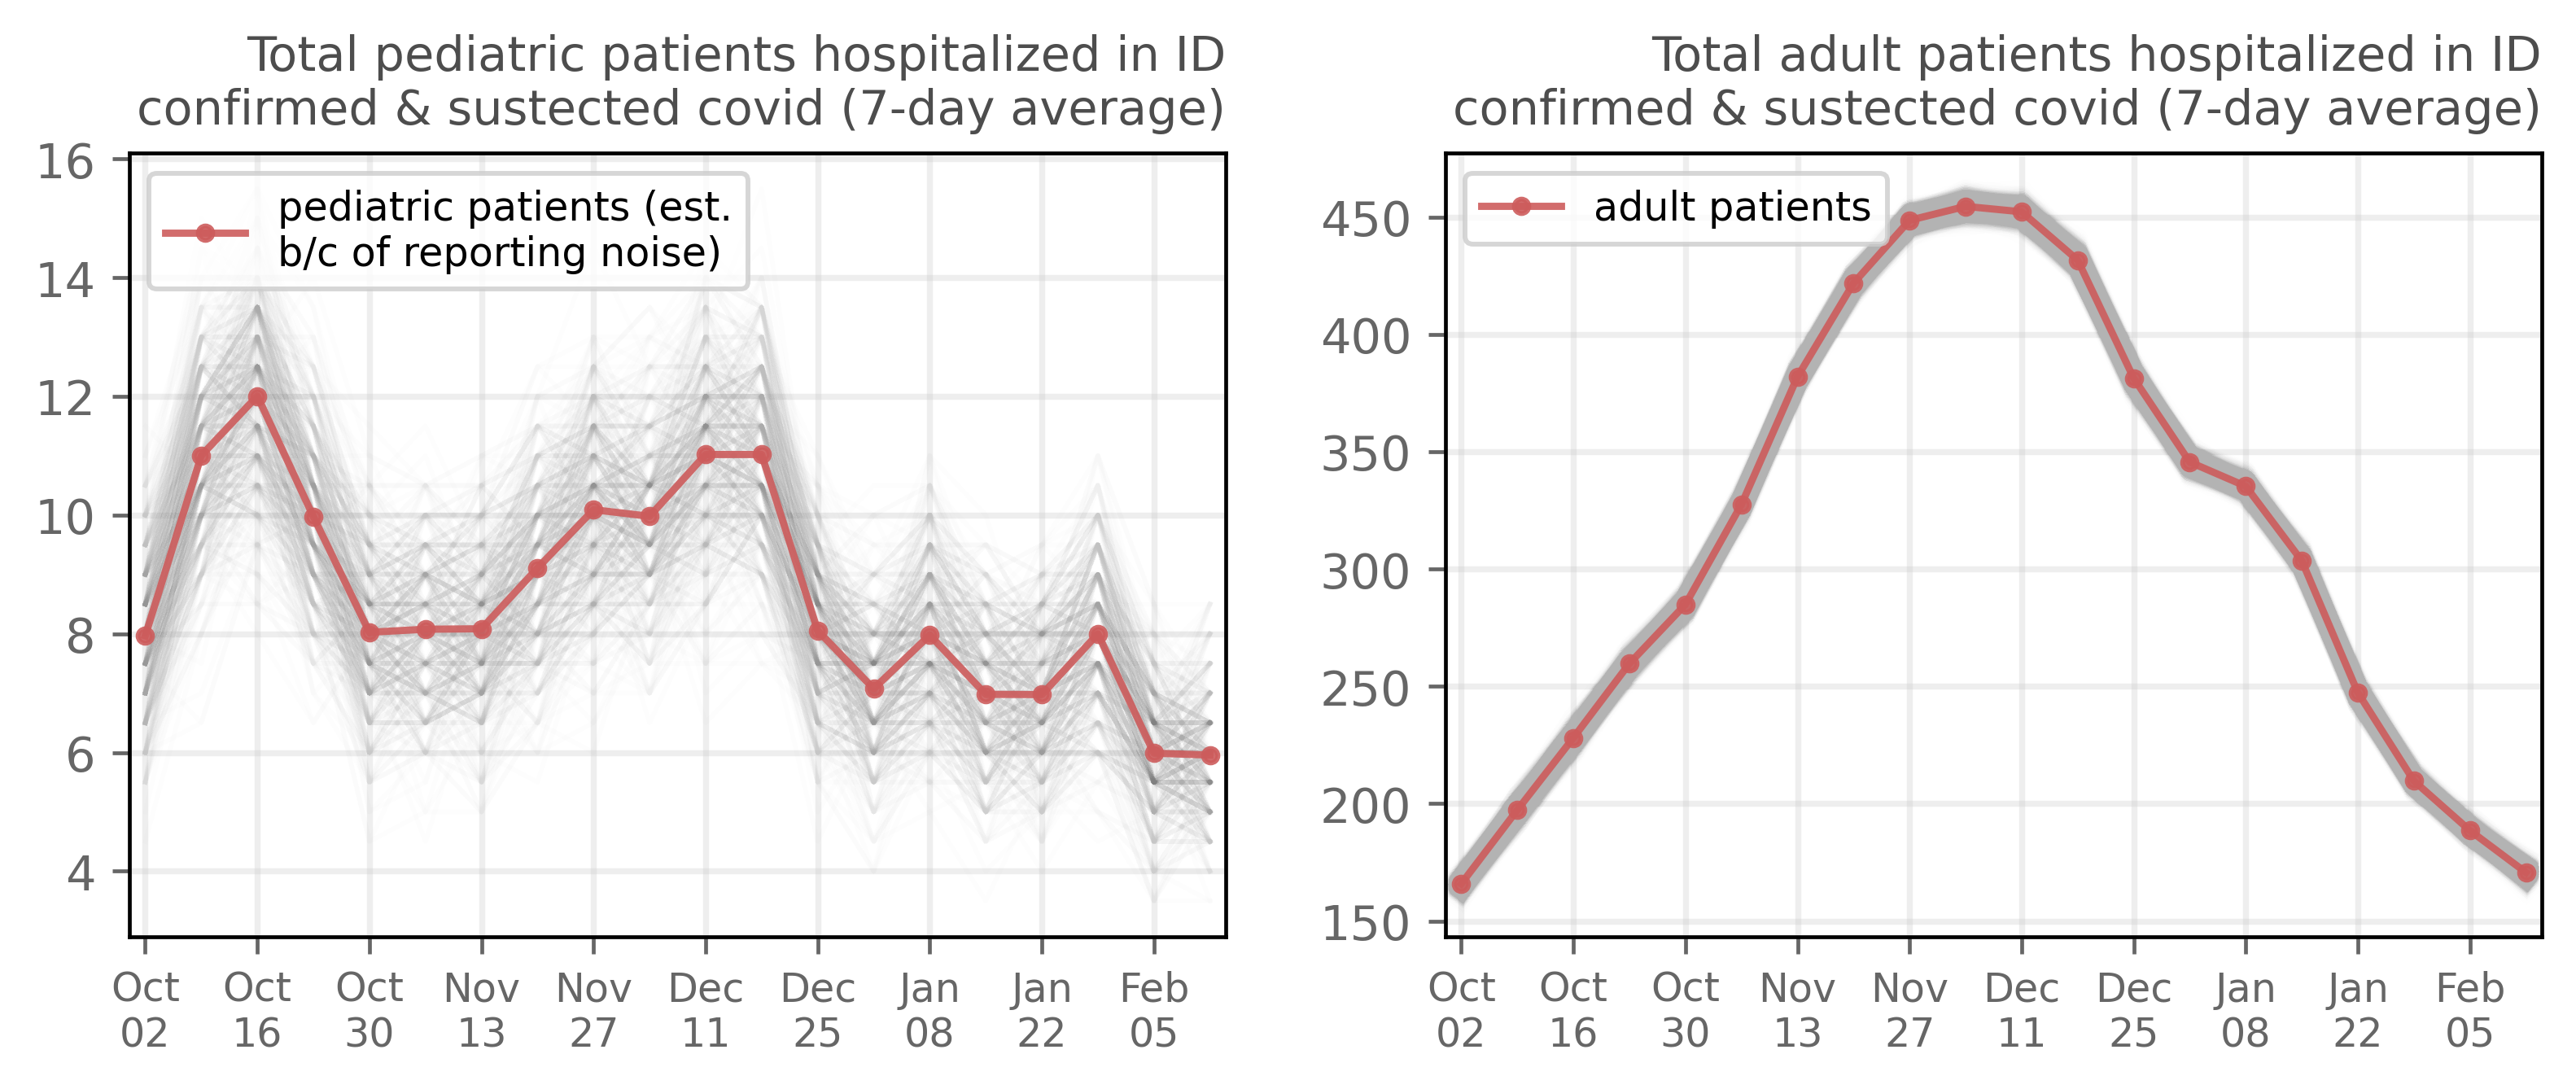 Total pediatric patients hospitalized in ID
confirmed & sustected covid (7-day average)
16
14
12
10
8
6
4
pediatric patients (est.
b/c of reporting noise)
Oct Oct Oct Nov Nov Dec Dec Jan Jan Feb
02 16 30 13 27 11 25 08 22 05
Total adult patients hospitalized in ID
confirmed & sustected covid (7-day average)
450
400
350
300
250
200
150
adult patients
Oct Oct Oct Nov Nov Dec Dec Jan Jan Feb
02 16 30 13 27 11 25 08 22 05